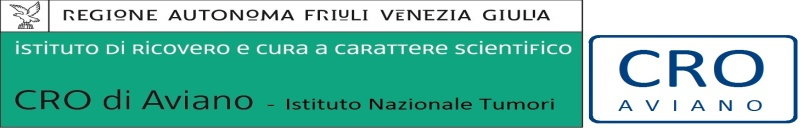 REGIONE AUTONOMA FRIULI VENEZIA GIULIA
iSTITUTO Di RICOVERO E CURA A CARATTERE SCiENTiFICO
CRO di Aviano - Istituto Nazionale Tumori
CRO
AVIANO